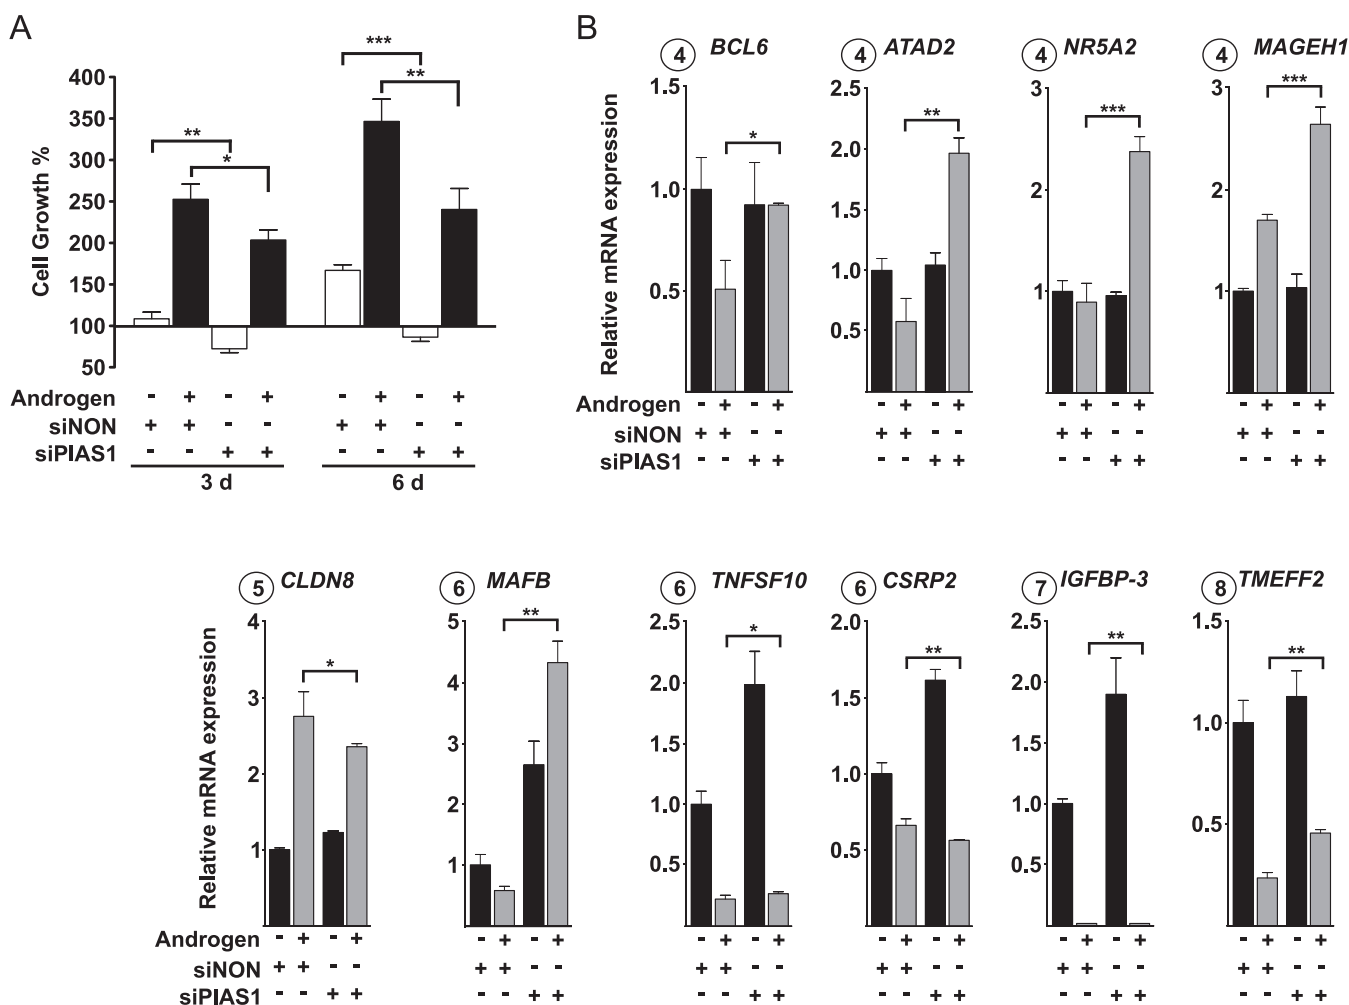 A
Cell Growth %
400
350
300
250
200
150
100
50
** * *** **
Androgen - + - + - + - +
siNON + + - - + + - -
siPIAS1 - - + + - - + +
3 d 6 d
B
4 BCL6 4 ATAD2 4 NR5A2 4 MAGEH1
Relative mRNA expression
1.5 1.0 0.5
2.5 2.0 1.5 1.0 0.5
3 2 1
3 2 1
* ** *** ***
Androgen - + - + - + - + - + - + - + - +
siNON + + - - + + - - + + - - + + - -
siPIAS1 - - + + - - + + - - + + - - + +
5 CLDN8 6 MAFB 6 TNFSF10 6 CSRP2 7 IGFBP-3 8 TMEFF2
Relative mRNA expression
4 3 2 1
5 4 3 2 1
2.5 2.0 1.5 1.0 0.5
2.0 1.5 1.0 0.5
2.5 2.0 1.5 1.0 0.5
1.5 1.0 0.5
* ** * ** ** **
Androgen - + - + - + - + - + - + - + - + - + - + - + - +
siNON + + - - + + - - + + - - + + - - + + - - + + - -
siPIAS1 - - + + - - + + - - + + - - + + - - + + - - + +